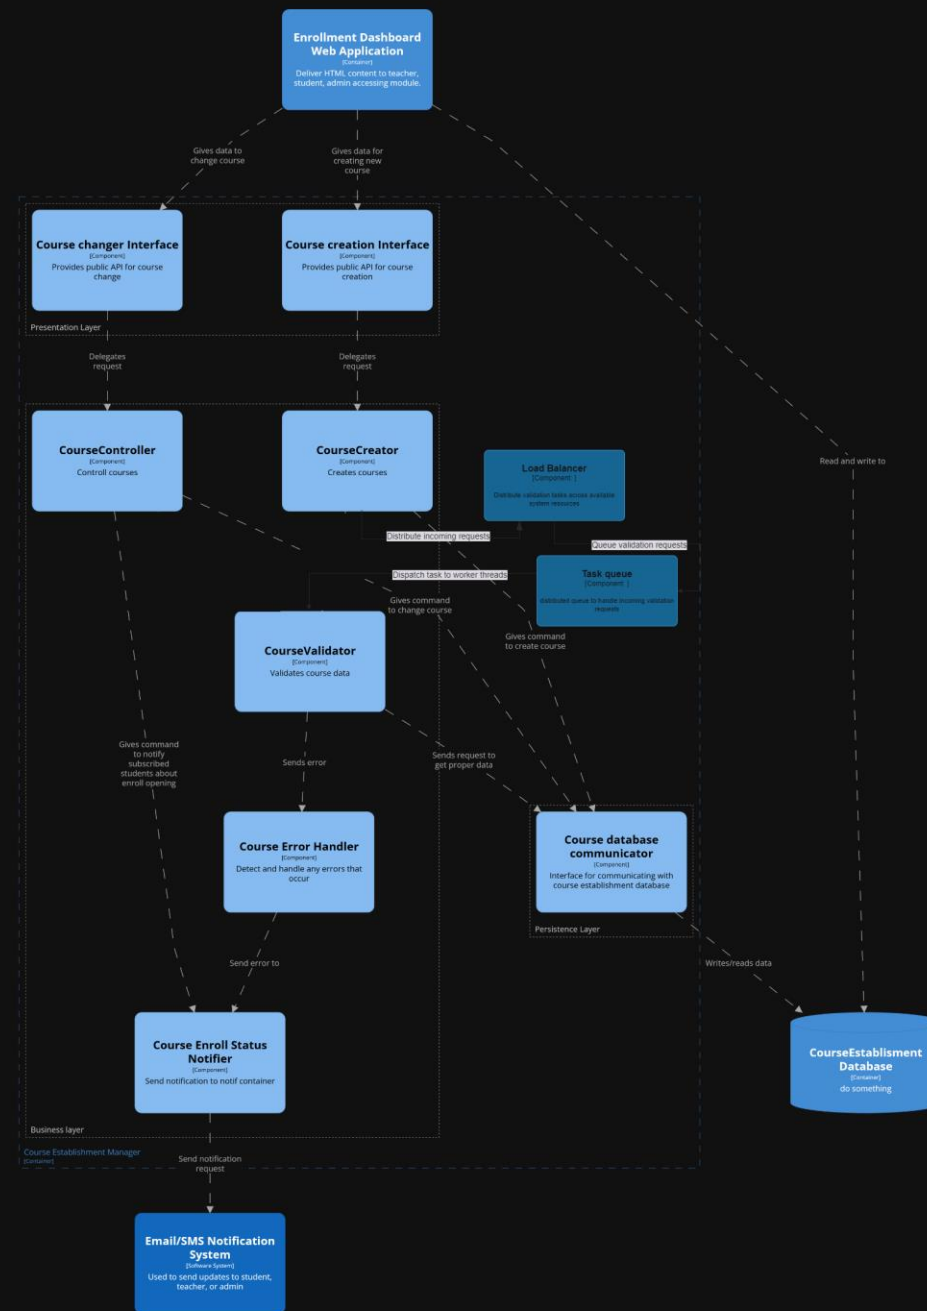 Enrollment Dashboard
Web Application
[Container]
Deliver HTML content to teacher,
student, admin accessing module.
Gives data to
change course
Gives data for
creating new
course
Course changer Interface
[Component]
Provides public API for course
change
Course creation Interface
[Component]
Provides public API for course
creation
Presentation Layer
Delegates
request
Delegates
request
CourseController
[Component]
Controll courses
CourseCreator
[Component]
Creates courses
Load Balancer
[Component ]
Distribute validation tasks across available
system resources
Read and write to
Distribute incoming requests
Queue validation requests
Dispatch task to worker threads
Task queue
[Component ]
distributed queue to handle incoming validation
requests
Gives command
to change course
Gives command
to create course
CourseValidator
[Component]
Validates course data
Gives command
to notify
subscribed
students about
enroll opening
Sends error
Sends request to
get proper data
Course Error Handler
[Component]
Detect and handle any errors that
occur
Course database
communicator
[Component]
Interface for communicating with
course establishment database
Persistence Layer
Send error to
Writes/reads data
Course Enroll Status
Notifier
[Component]
Send notification to notif container
CourseEstablisment
Database
[Container]
do something
Business layer
Course Establishment Manager
[Container]
Send notification
request
Email/SMS Notification
System
[Software System]
Used to send updates to student,
teacher, or admin